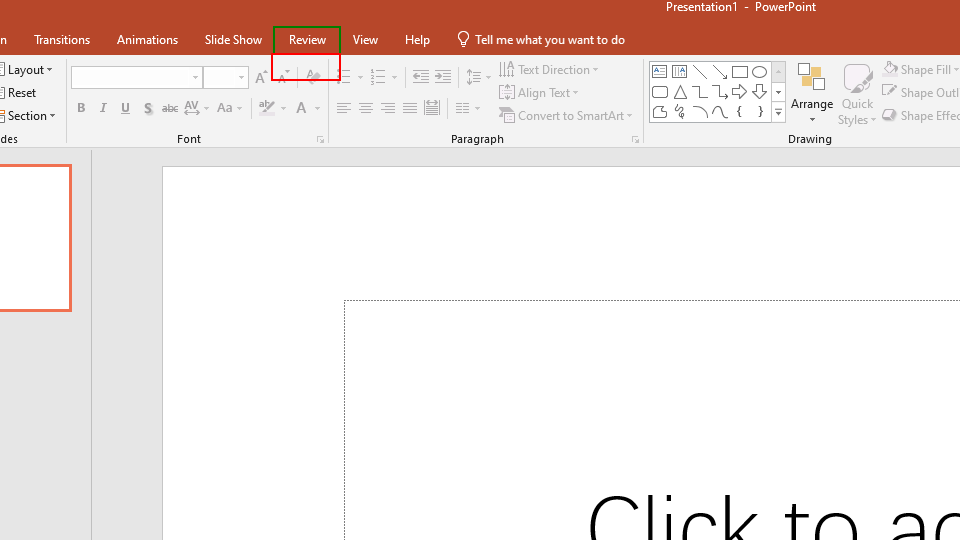 Presentation1 - PowerPoint
n Transitions Animations Slide Show Review View Help Tell me what you want to do
Layout Text Direction Shape Fill
Reset Align Text Arrange Quick Styles Shape Outl
Section B I U S abc AV Aa A Convert to SmartArt Shape Effec
des Font Paragraph Drawing
Click to ad